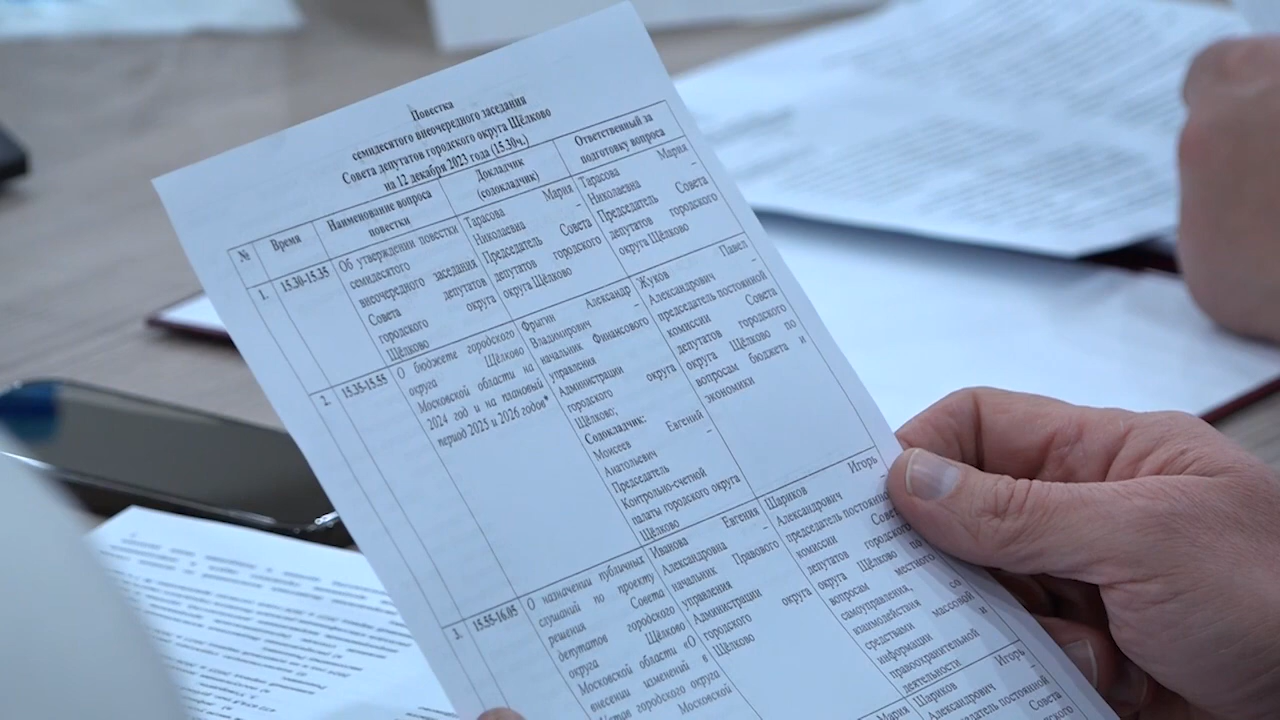 Повестка
семидесятого внеочередного заседания
Совета депутатов городского округа Щёлково
на 12 декабря 2023 года (15.30ч.)
№
Время
Наименование вопроса
повестки
Докладчик
(солокладчик)
Ответственный за
подготовку вопроса
1.
15.30-15.35
Об утверждении повестки
семидесятого
внеочередного заседания
Совета депутатов
городского округа
Щёлково
Тарасова Мария
Николаевна –
Председатель Совета
депутатов городского
округа Щёлково
Тарасова Мария
Николаевна –
Председатель Совета
депутатов городского
округа Щёлково
2.
15.35-15.55
О бюджете городского
округа Щёлково
Московской области на
2024 год и на плановый
период 2025 и 2026 годов*
Фрыгин Александр
Владимирович –
начальник Финансового
управления
Администрации
городского округа
Щёлково;
Солокладчик:
Моисеев Евгений
Анатольевич –
Председатель
Контрольно-счетной
палаты городского округа
Щёлково
Жуков Павел
Александрович –
председатель постоянной
комиссии Совета
депутатов городского
округа Щёлково по
вопросам бюджета и
экономики
3.
15.55-16.05
О назначении публичных
слушаний по проекту
решения Совета
депутатов городского
округа Щёлково
Московской области «О
внесении изменений в
Устав городского округа
Московской
Иванова Евгения
Александровна –
начальник Правового
управления
Администрации
городского округа
Щёлково
Шариков Игорь
Александрович –
председатель постоянной
комиссии Совета
депутатов городского
округа Щёлково по
вопросам местного
самоуправления,
взаимодействия со
средствами массовой
информации и
правоохранительной
деятельности
Мария
Шариков Игорь
Александрович –
председатель постоянной
Совета